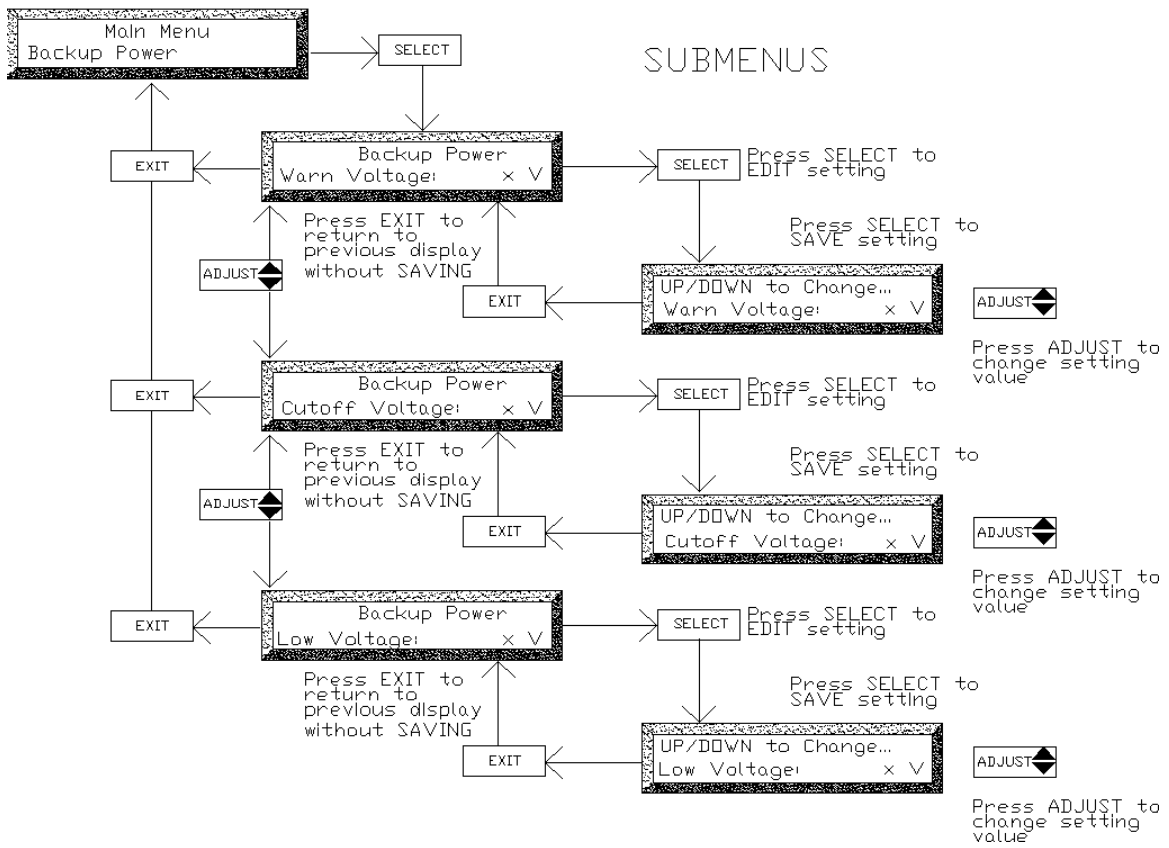 Main Menu
Backup Power
SELECT
SUBMENUS
EXIT
Backup Power
Warn Voltage: x V
SELECT
Press SELECT to
EDIT setting
Press EXIT to
return to
previous display
without SAVING
ADJUST
Press SELECT to
SAVE setting
EXIT
UP/DOWN to Change...
Warn Voltage: x V
ADJUST
Press ADJUST to
change setting
value
EXIT
Backup Power
Cutoff Voltage: x V
SELECT
Press SELECT to
EDIT setting
Press EXIT to
return to
previous display
without SAVING
ADJUST
Press SELECT to
SAVE setting
EXIT
UP/DOWN to Change...
Cutoff Voltage: x V
ADJUST
Press ADJUST to
change setting
value
EXIT
Backup Power
Low Voltage: x V
SELECT
Press SELECT to
EDIT setting
Press EXIT to
return to
previous display
without SAVING
Press SELECT to
SAVE setting
EXIT
UP/DOWN to Change...
Low Voltage: x V
ADJUST
Press ADJUST to
change setting
value